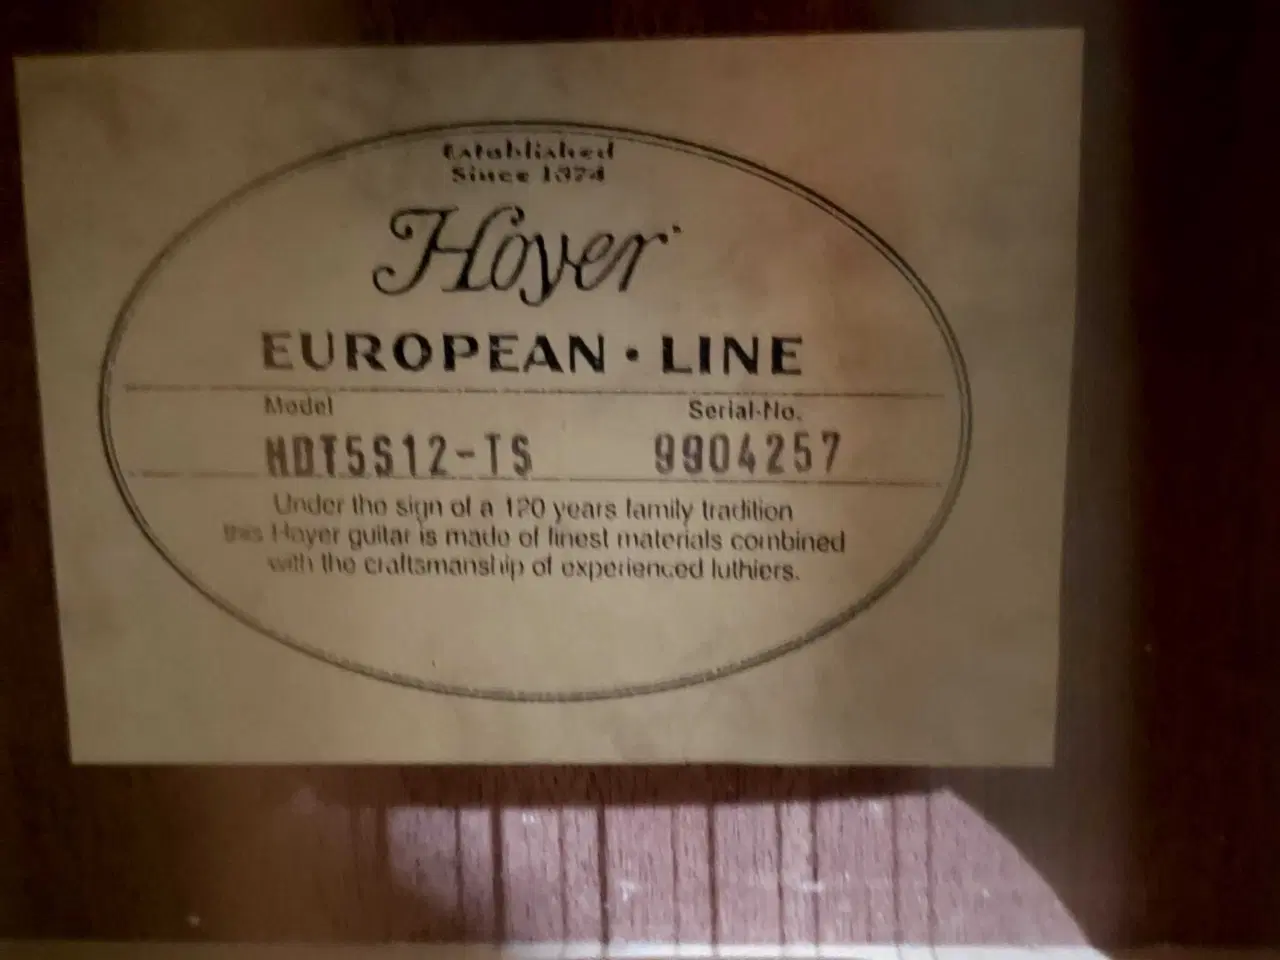 Established
Since 1874
Hoyer
EUROPEAN · LINE
Model Serial-No.
HDT5S12-TS 9904257
Under the sign of a 120 years family tradition
this Hoyer guitar is made of finest materials combined
with the craftsmanship of experienced luthiers.